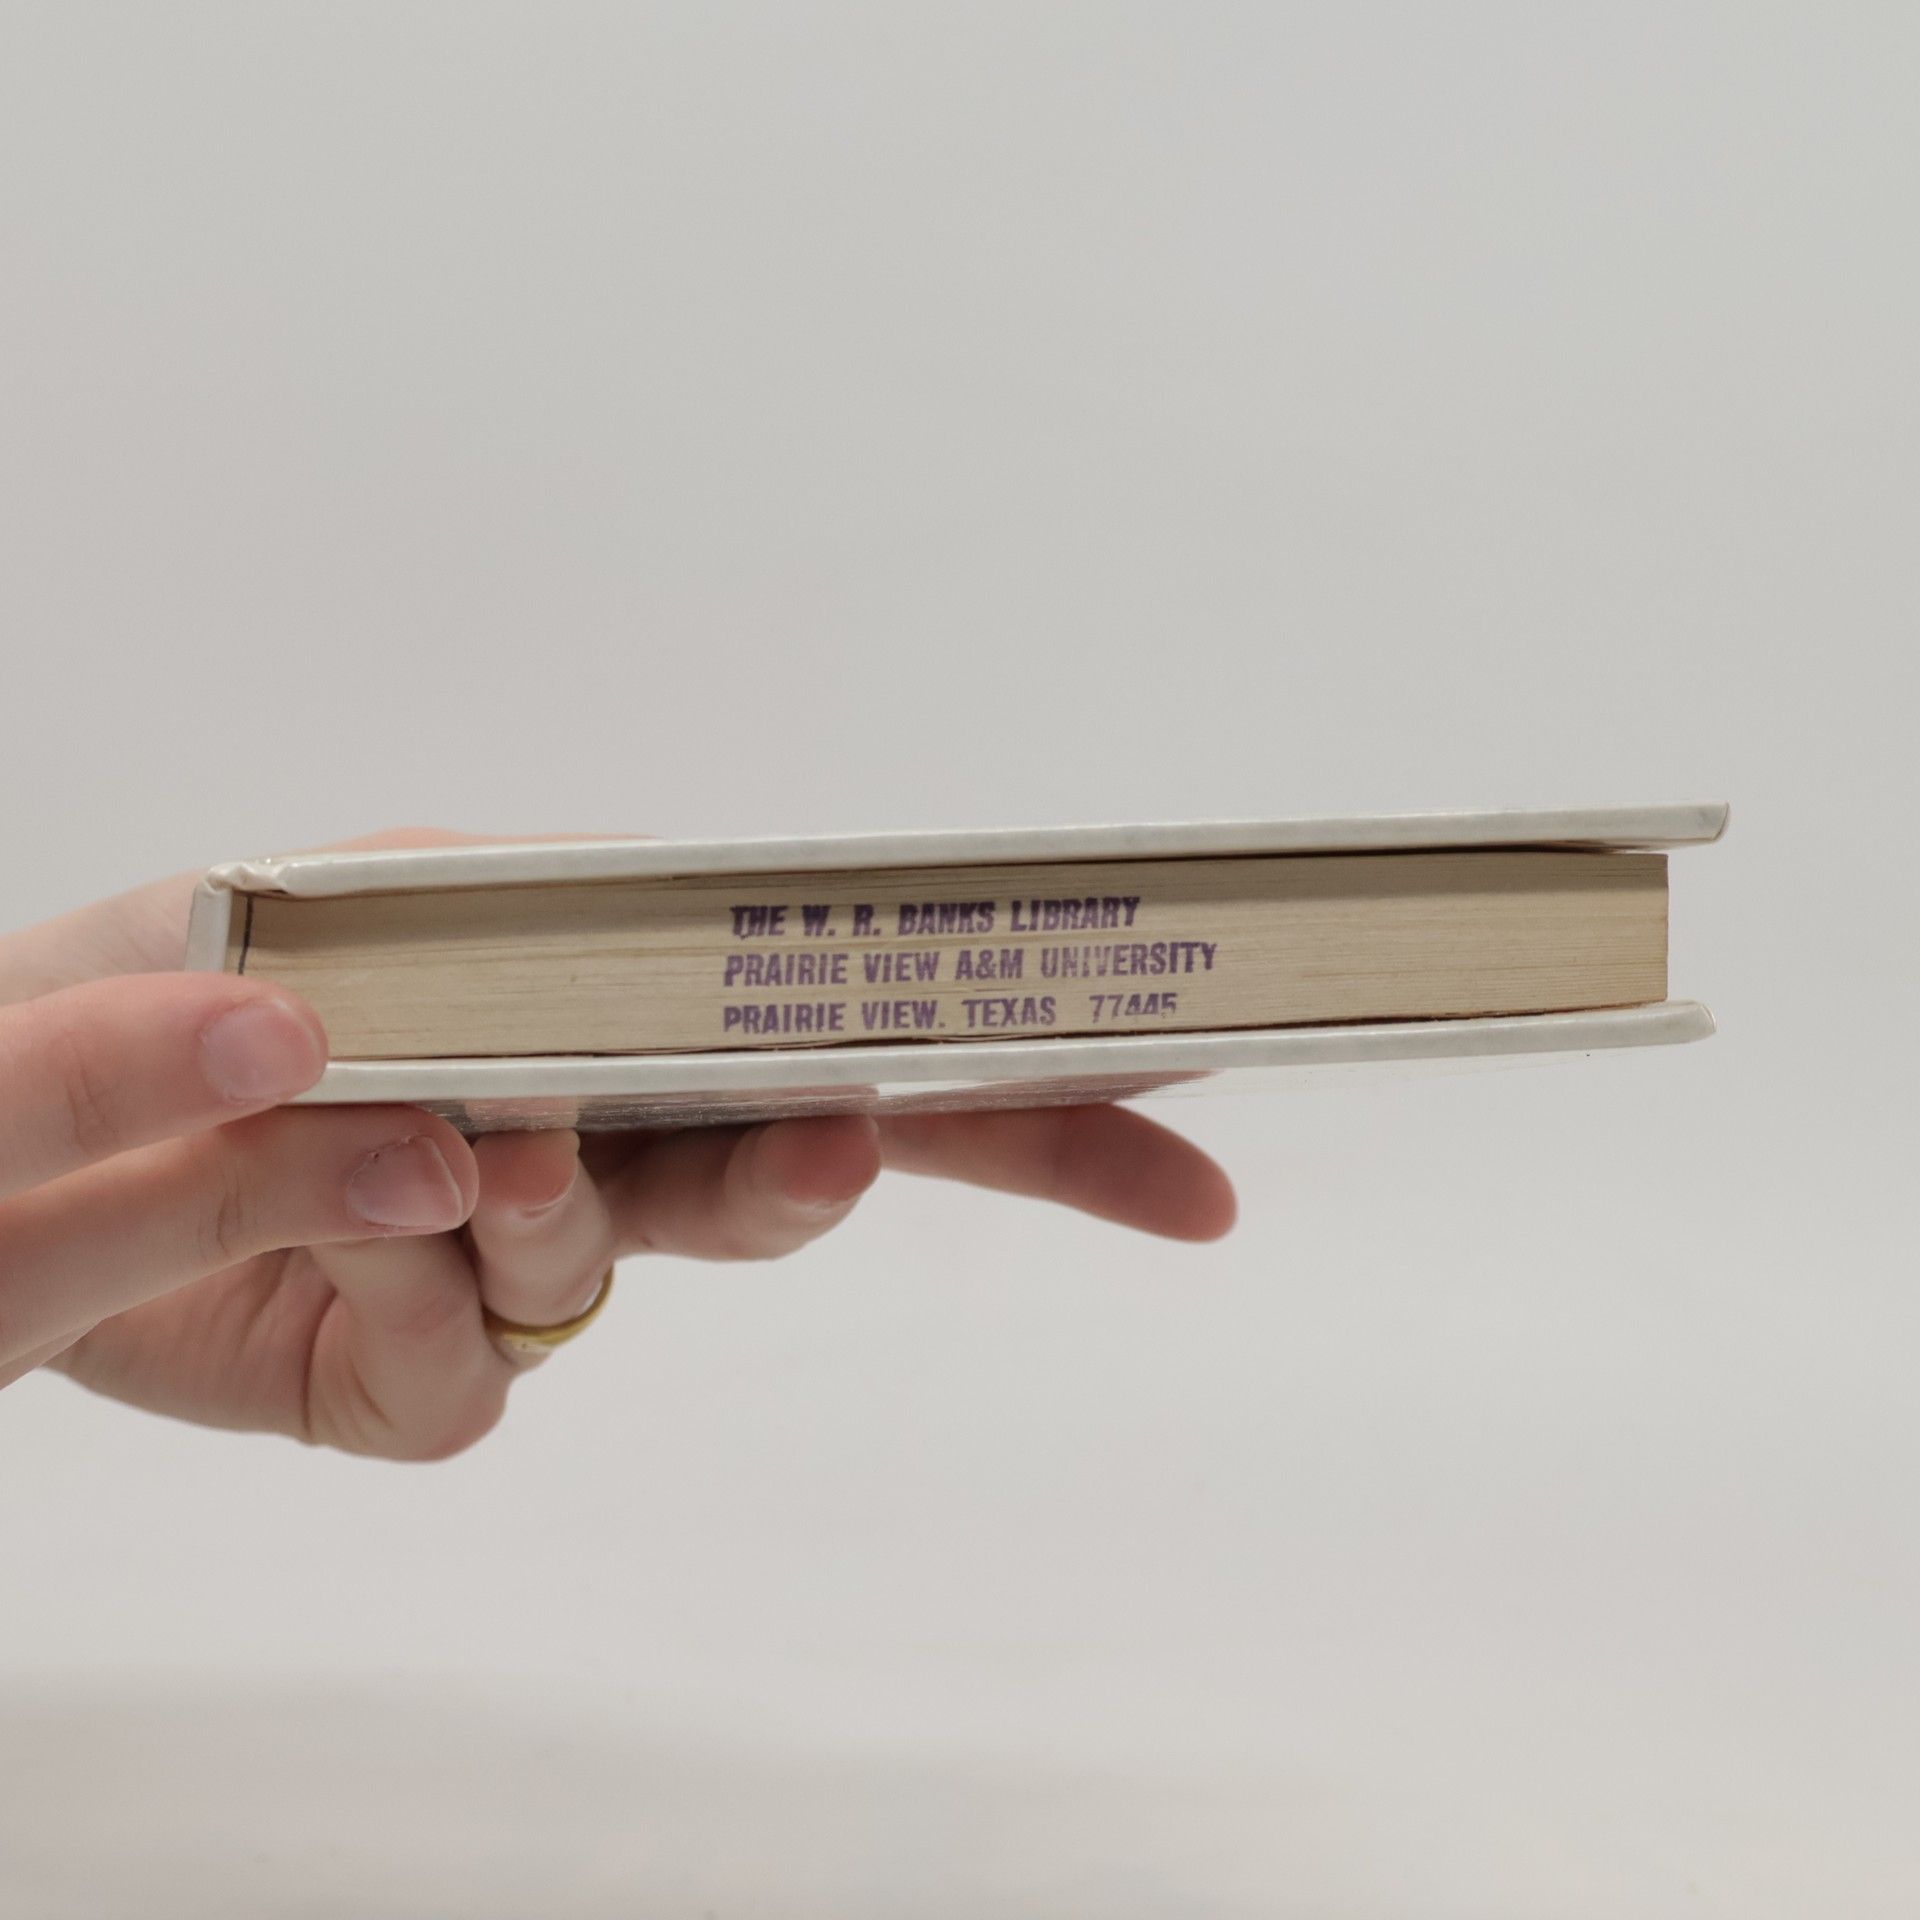 THE W. R. BANKS LIBRARY
PRAIRIE VIEW A&M UNIVERSITY
PRAIRIE VIEW. TEXAS 77445